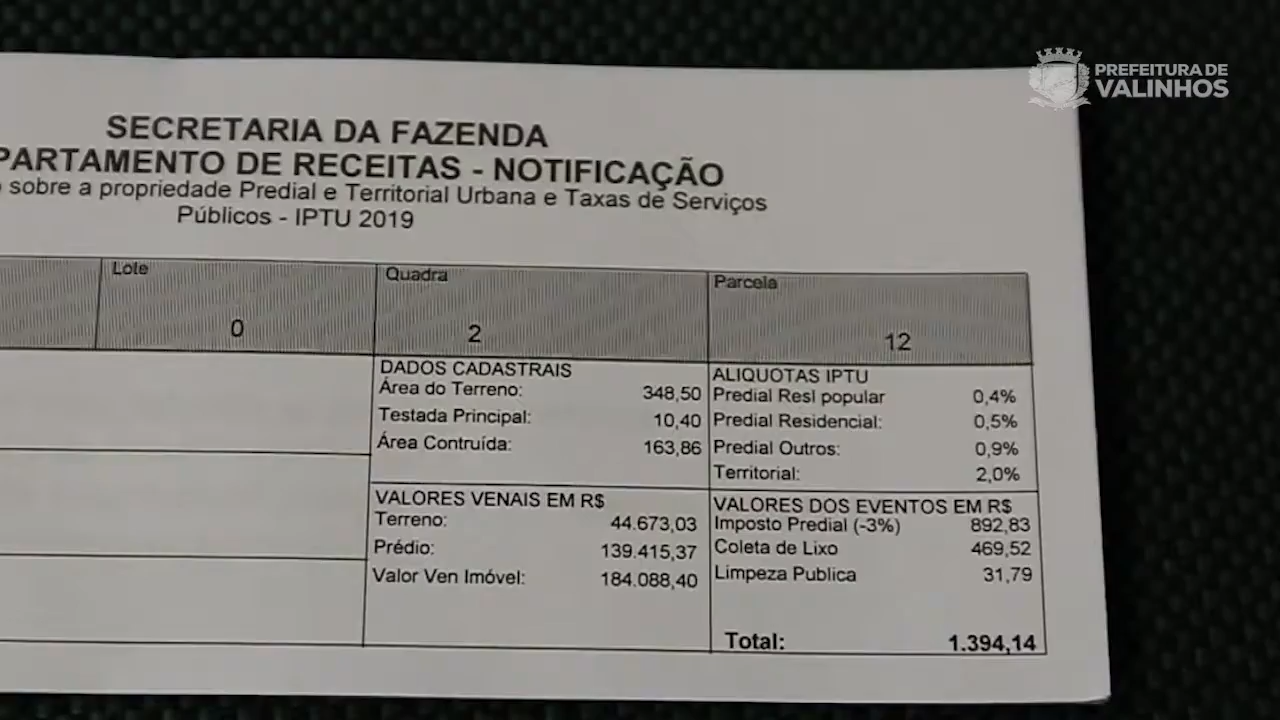 PREFEITURA DE
VALINHOS
SECRETARIA DA FAZENDA
PARTAMENTO DE RECEITAS - NOTIFICAÇÃO
sobre a propriedade Predial e Territorial Urbana e Taxas de Serviços
Públicos - IPTU 2019
Lote Quadra Parcela
0 2 12
DADOS CADASTRAIS
Área do Terreno: 348,50
Testada Principal: 10,40
Área Contruída: 163,86
ALIQUOTAS IPTU
Predial Resl popular 0,4%
Predial Residencial: 0,5%
Predial Outros: 0,9%
Territorial: 2,0%
VALORES VENAIS EM R$
Terreno: 44.673,03
Prédio: 139.415,37
Valor Ven Imóvel: 184.088,40
VALORES DOS EVENTOS EM R$
Imposto Predial (-3%) 892,83
Coleta de Lixo 469,52
Limpeza Publica 31,79
Total: 1.394,14